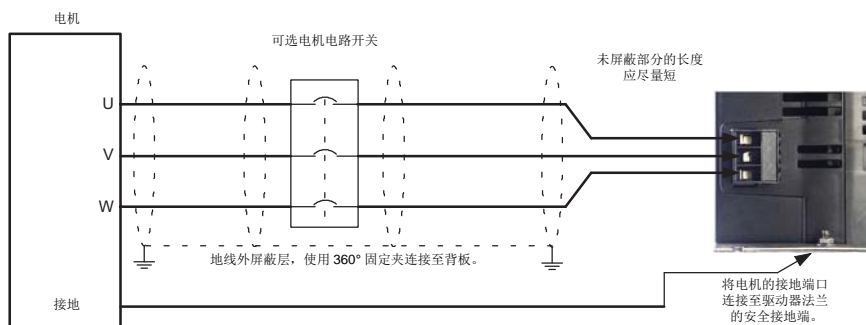 电机
可选电机电路开关
未屏蔽部分的长度
应尽量短
U
V
W
地线外屏蔽层，使用 360° 固定夹连接至背板。
接地
将电机的接地端口
连接至驱动器法兰
的安全接地端。